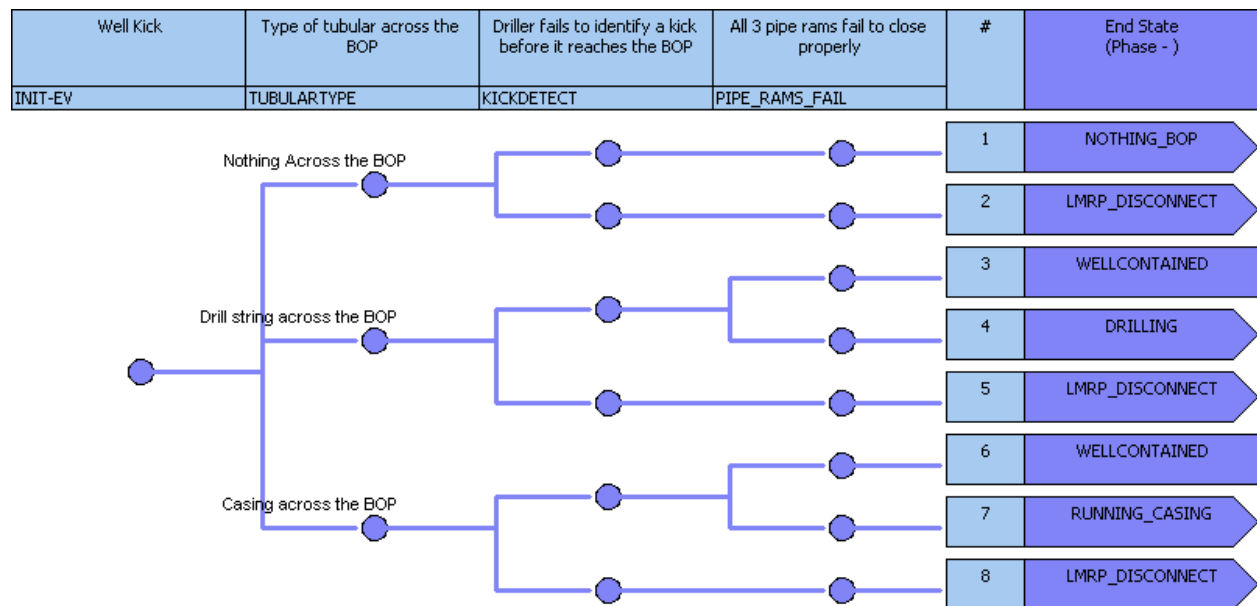 Well Kick
Type of tubular across the
BOP
Driller fails to identify a kick
before it reaches the BOP
All 3 pipe rams fail to close
properly
#
End State
(Phase - )
INIT-EV
TUBULARTYPE
KICKDETECT
PIPE_RAMS_FAIL
Nothing Across the BOP
1
NOTHING_BOP
2
LMRP_DISCONNECT
3
WELLCONTAINED
Drill string across the BOP
4
DRILLING
5
LMRP_DISCONNECT
6
WELLCONTAINED
Casing across the BOP
7
RUNNING_CASING
8
LMRP_DISCONNECT